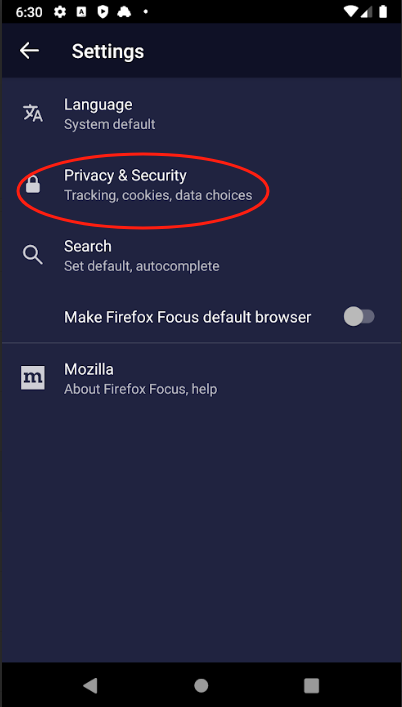 6:30
Settings
Language
System default
Privacy & Security
Tracking, cookies, data choices
Search
Set default, autocomplete
Make Firefox Focus default browser
m
Mozilla
About Firefox Focus, help